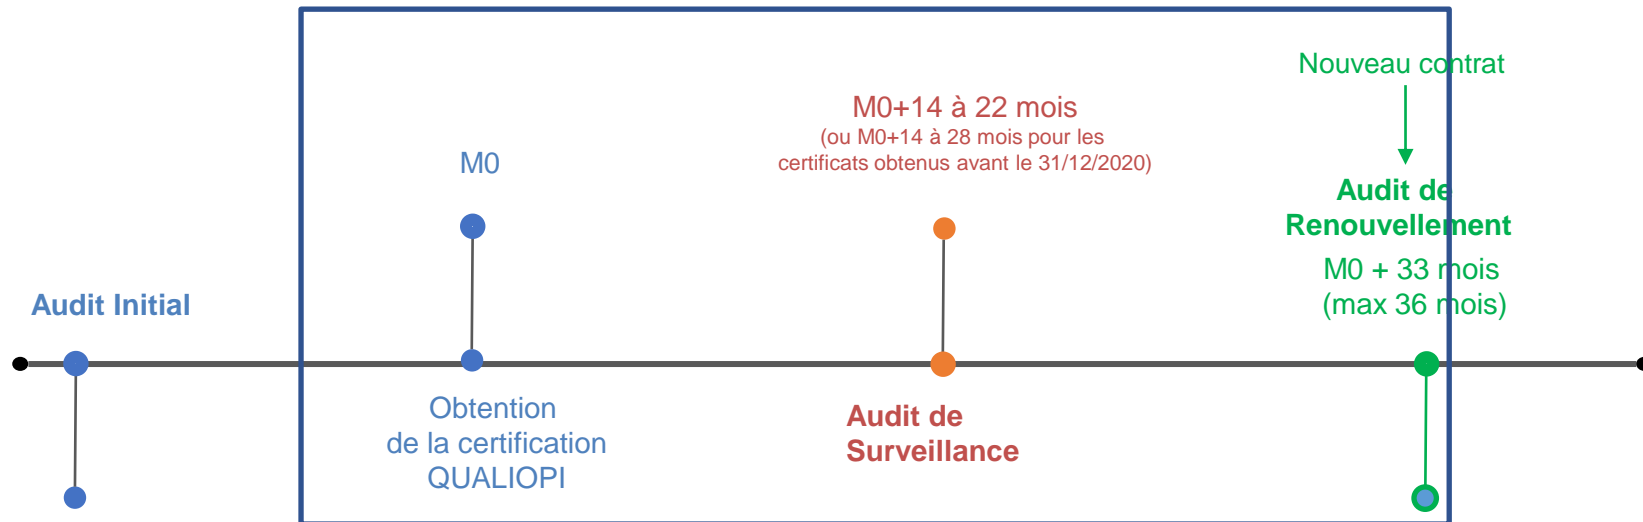 Audit Initial
M0
Obtention
de la certification
QUALIOPI
M0+14 à 22 mois
(ou M0+14 à 28 mois pour les
certificats obtenus avant le 31/12/2020)
Audit de
Surveillance
Nouveau contrat
Audit de
Renouvellement
M0 + 33 mois
(max 36 mois)